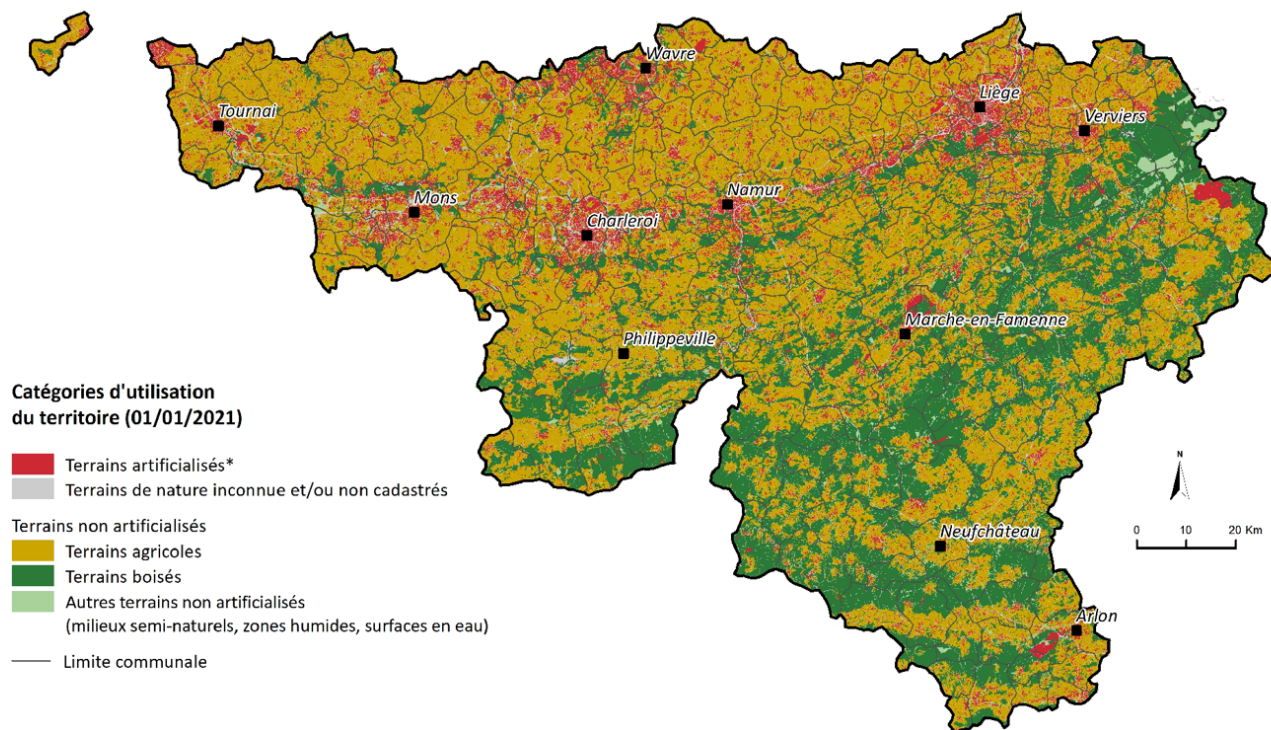 Wavre
Liège
Tournai
Verviers
Mons
Namur
Charleroi
Marche-en-Famenne
Philippeville
Catégories d'utilisation
du territoire (01/01/2021)
Terrains artificialisés*
Terrains de nature inconnue et/ou non cadastrés
Terrains non artificialisés
Terrains agricoles
Terrains boisés
Autres terrains non artificialisés
(milieux semi-naturels, zones humides, surfaces en eau)
Limite communale
N
0 10 20 Km
Neufchâteau
Arlon